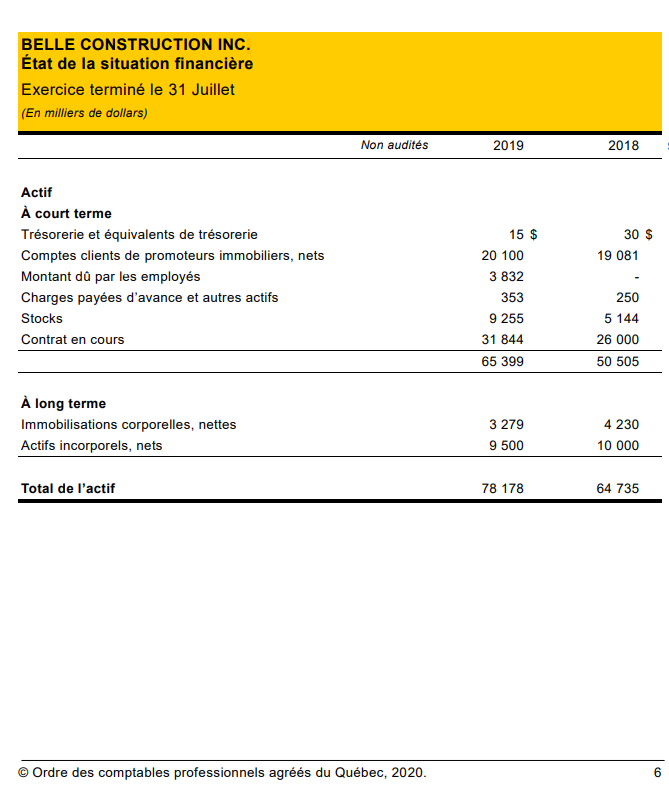 BELLE CONSTRUCTION INC.
État de la situation financière
Exercice terminé le 31 Juillet
(En milliers de dollars)
Non audités 2019 2018
Actif
À court terme
Trésorerie et équivalents de trésorerie 15 $ 30 $
Comptes clients de promoteurs immobiliers, nets 20 100 19 081
Montant dû par les employés 3 832 -
Charges payées d'avance et autres actifs 353 250
Stocks 9 255 5 144
Contrat en cours 31 844 26 000
65 399 50 505
À long terme
Immobilisations corporelles, nettes 3 279 4 230
Actifs incorporels, nets 9 500 10 000
Total de l'actif 78 178 64 735
© Ordre des comptables professionnels agréés du Québec, 2020. 6